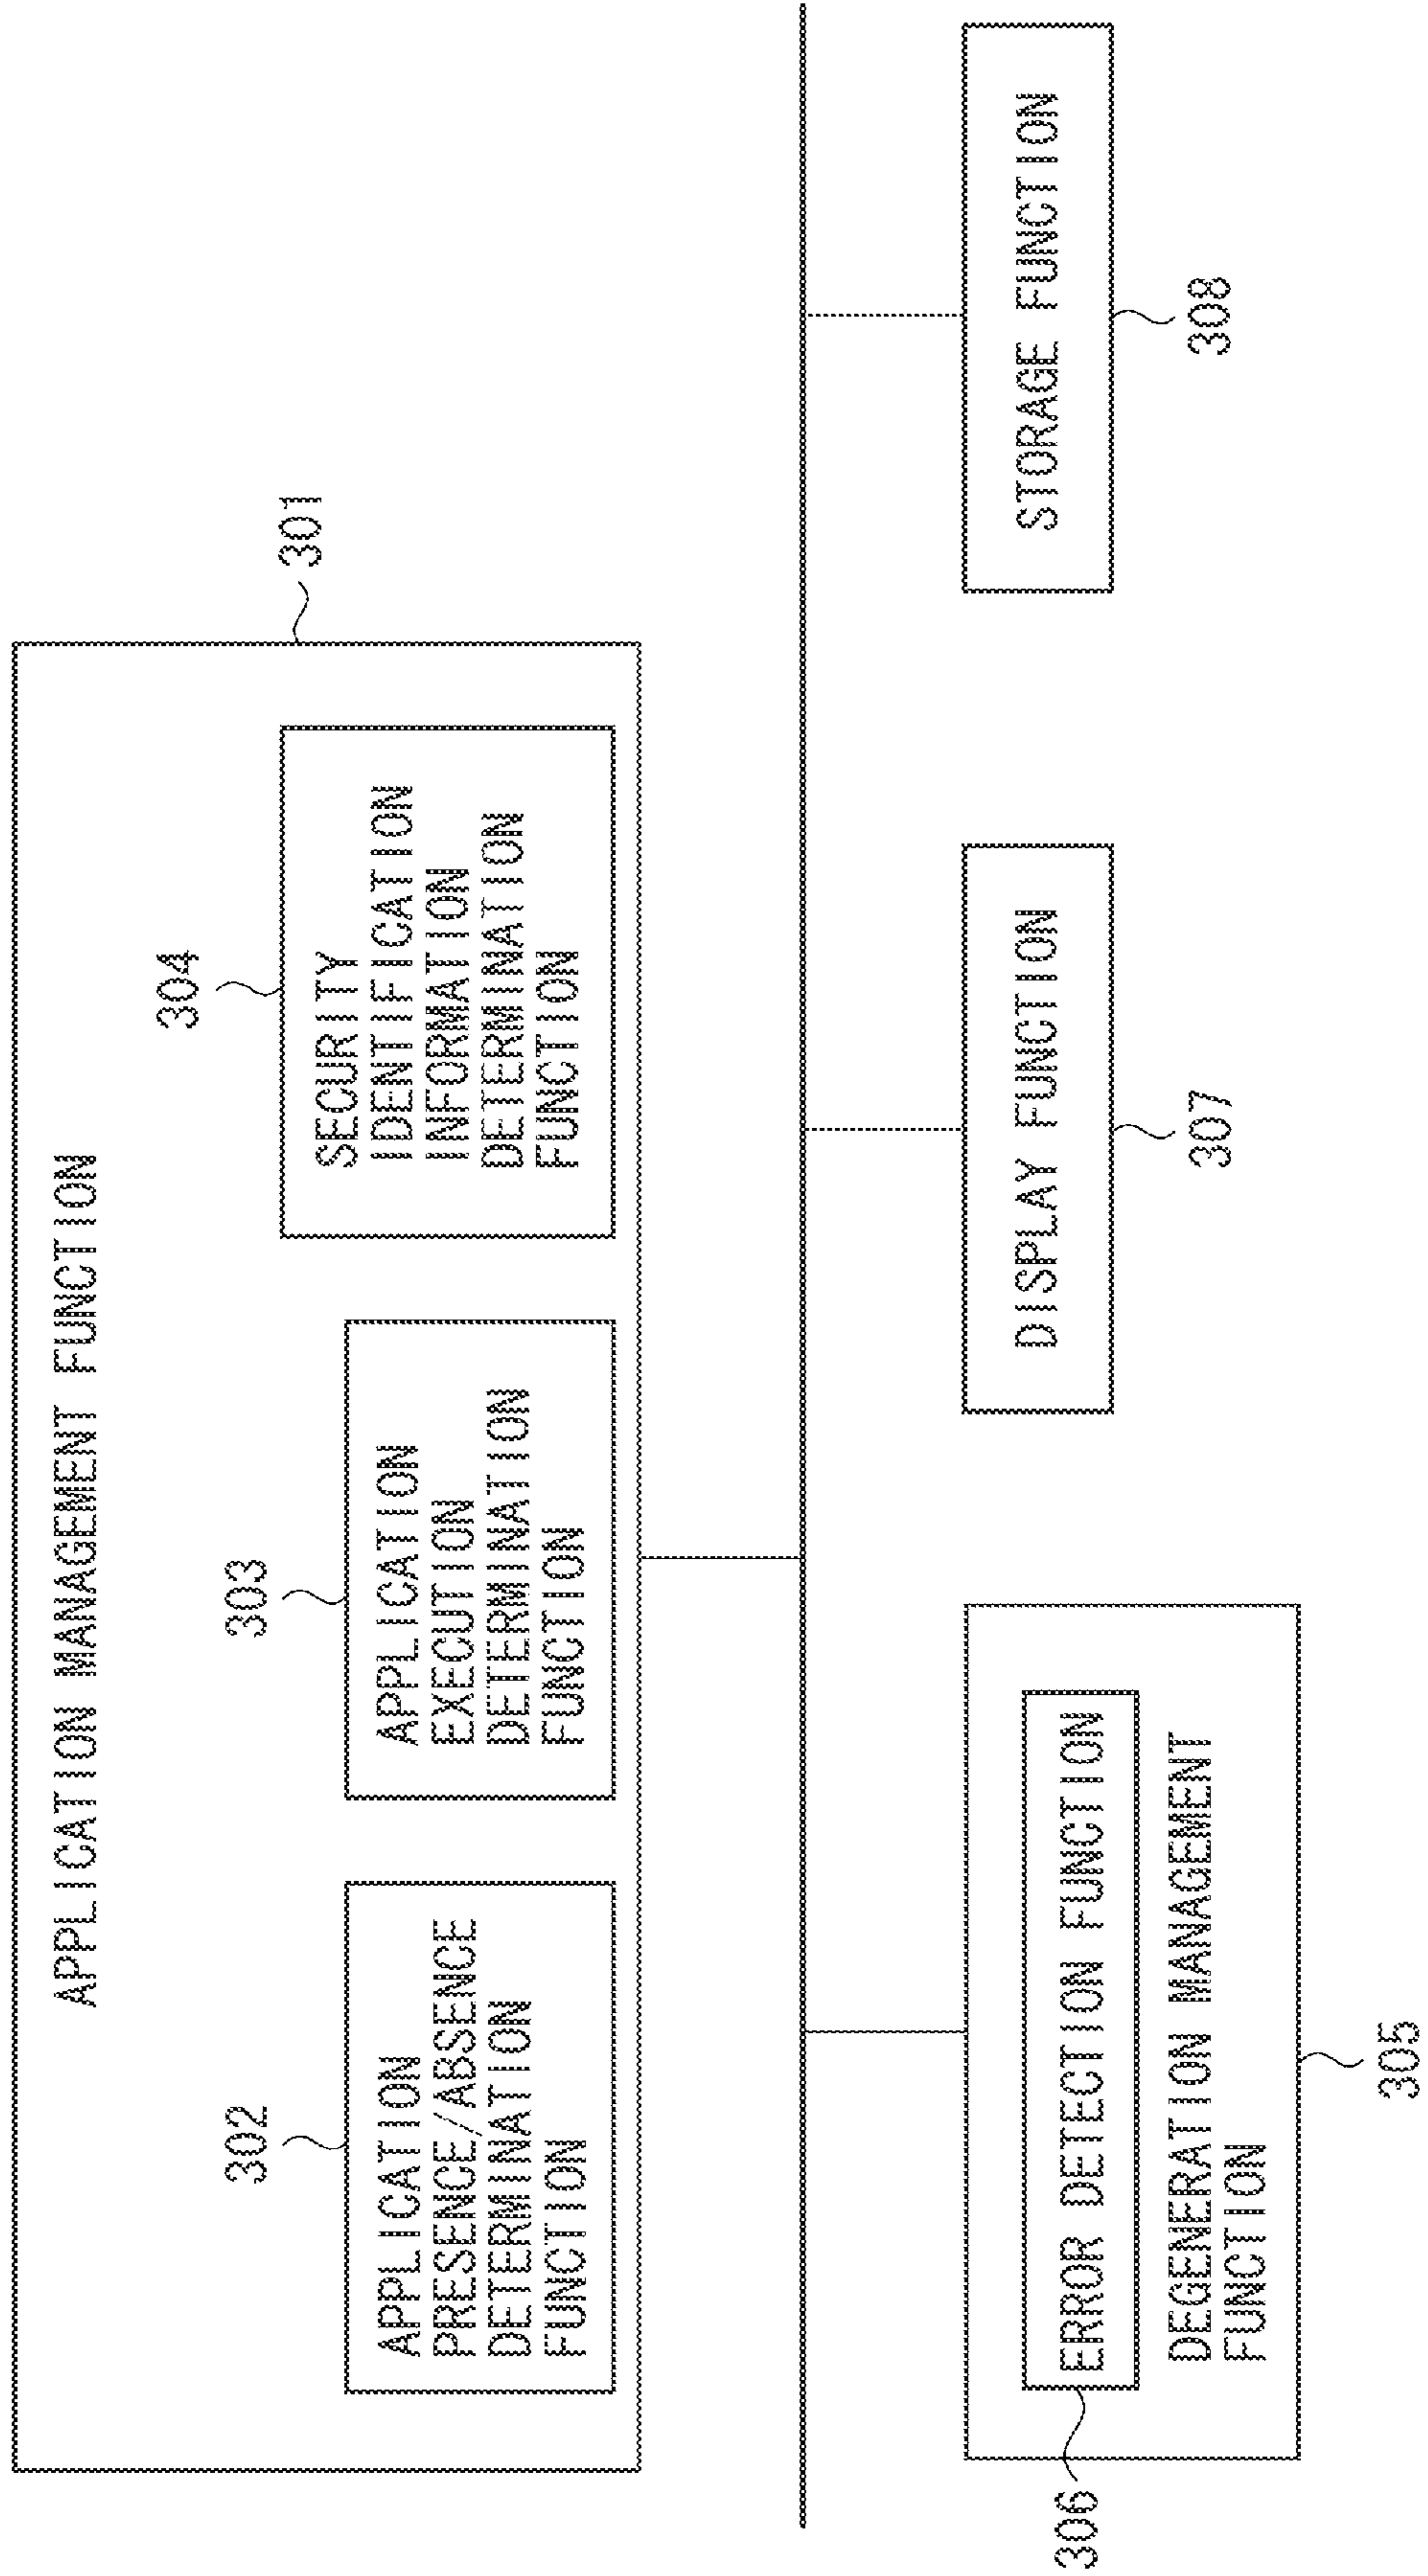 APPLICATION MANAGEMENT FUNCTION
301
302
APPLICATION
PRESENCE/ABSENCE
DETERMINATION
FUNCTION
303
APPLICATION
EXECUTION
DETERMINATION
FUNCTION
304
SECURITY
IDENTIFICATION
INFORMATION
DETERMINATION
FUNCTION
306
ERROR DETECTION FUNCTION
DEGENERATION MANAGEMENT
FUNCTION
305
DISPLAY FUNCTION
307
STORAGE FUNCTION
308